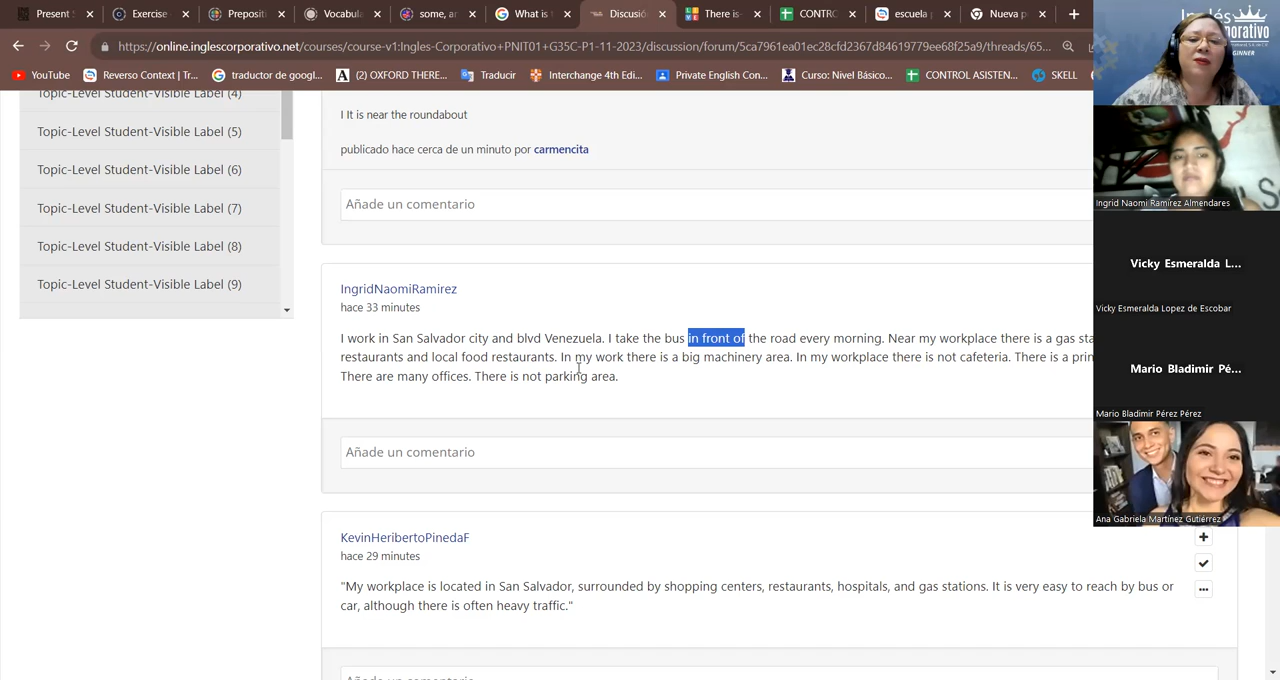 Present
Exercise
Preposit
Vocabula
some, ar
What is
Discusió
There is
CONTRO
escuela
Nueva p
https://online.inglescorporativo.net/courses/course-v1:Ingles-Corporativo+PNIT01+G35C-P1-11-2023/discussion/forum/5ca7961ea01ec28cfd2367d84619779ee68f25a9/threads/65...
YouTube
Reverso Context | Tr...
traductor de googl...
(2) OXFORD THERE...
Traducir
Interchange 4th Edi...
Private English Con...
Curso: Nivel Básico...
CONTROL ASISTEN...
SKELL
Inglés
Corporativo
GINNER
Topic-Level Student-Visible Label (4)
Topic-Level Student-Visible Label (5)
Topic-Level Student-Visible Label (6)
Topic-Level Student-Visible Label (7)
Topic-Level Student-Visible Label (8)
Topic-Level Student-Visible Label (9)
I It is near the roundabout
publicado hace cerca de un minuto por carmencita
Añade un comentario
IngridNaomiRamirez
hace 33 minutes
I work in San Salvador city and blvd Venezuela. I take the bus in front of the road every morning. Near my workplace there is a gas sta
restaurants and local food restaurants. In my work there is a big machinery area. In my workplace there is not cafeteria. There is a prin
There are many offices. There is not parking area.
Añade un comentario
KevinHeribertoPinedaF
hace 29 minutes
"My workplace is located in San Salvador, surrounded by shopping centers, restaurants, hospitals, and gas stations. It is very easy to reach by bus or
car, although there is often heavy traffic."
Añade un comentario
Ingrid Naomi Ramírez Almendares
Vicky Esmeralda L...
Vicky Esmeralda Lopez de Escobar
Mario Bladimir Pé...
Mario Bladimir Pérez Pérez
Ana Gabriela Martínez Gutiérrez